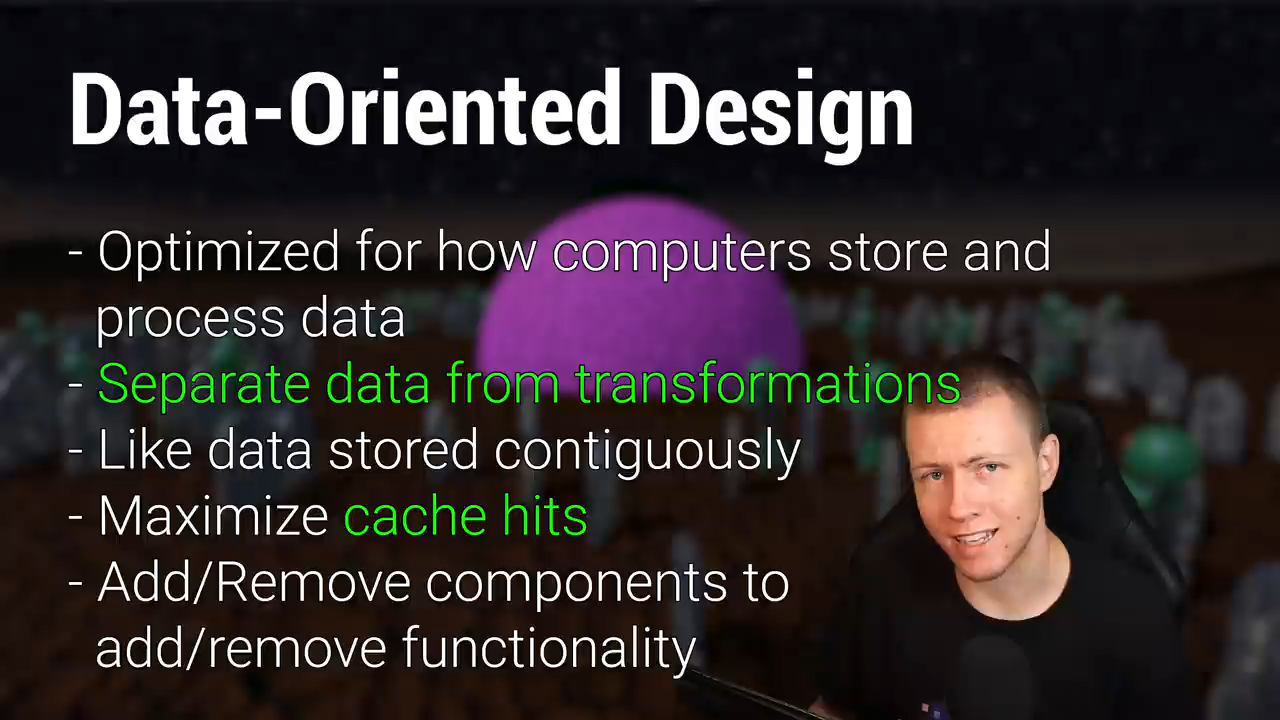 Data-Oriented Design
- Optimized for how computers store and
process data
- Separate data from transformations
- Like data stored contiguously
- Maximize cache hits
- Add/Remove components to
add/remove functionality